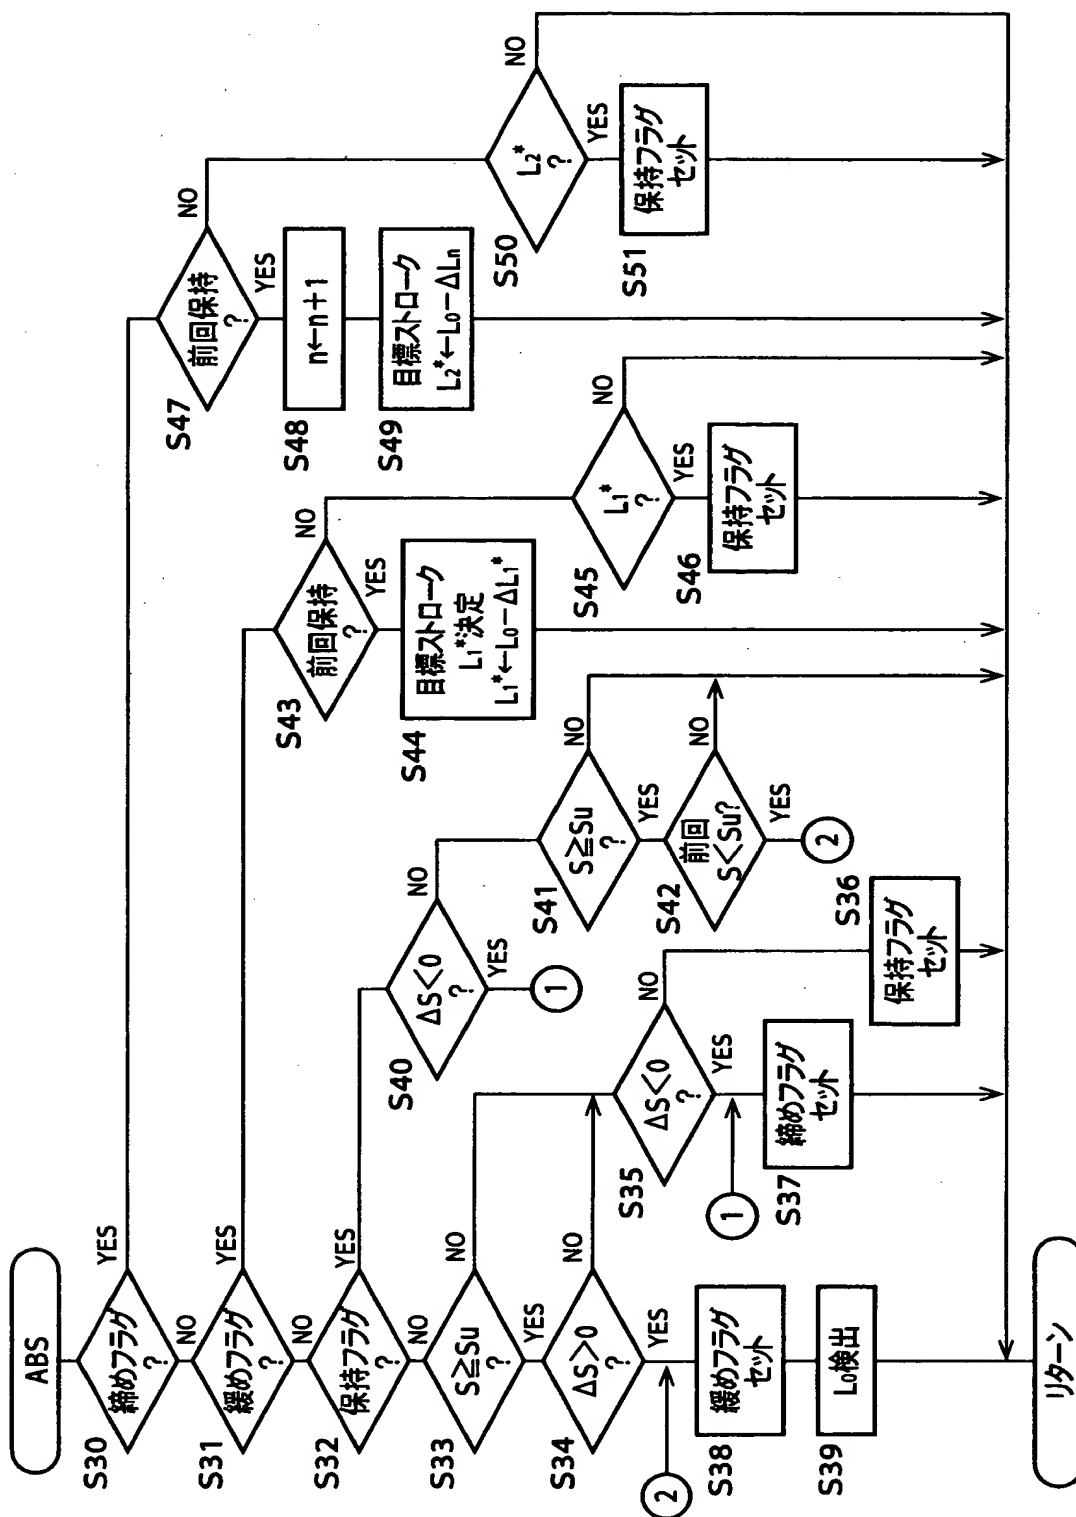 ABS
S30
締めフラグ
?
YES
NO
S31
緩めフラグ
?
YES
NO
S32
保持フラグ
?
YES
NO
S33
S≧Su
?
NO
YES
S34
ΔS>0
?
NO
YES
2
S38
緩めフラグ
セット
S39
L0検出
リターン
S35
ΔS<0
?
NO
YES
1
S37
締めフラグ
セット
S36
保持フラグ
セット
S40
ΔS<0
?
NO
YES
1
S41
S≧Su
?
NO
YES
S42
前回
S<Su?
NO
YES
2
S43
前回保持
?
NO
YES
S44
目標ストローク
L1*決定
L1*←L0−ΔL1*
S45
L1*
?
NO
YES
S46
保持フラグ
セット
S47
前回保持
?
NO
YES
S48
n←n+1
S49
目標ストローク
L2*←L0−ΔLn
S50
L2*
?
NO
YES
S51
保持フラグ
セット